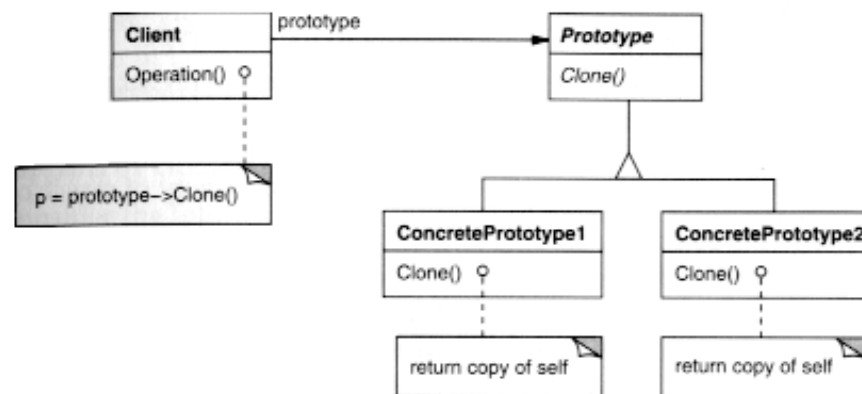 Client
prototype
Prototype
Operation()
Clone()
p = prototype->Clone()
ConcretePrototype1
ConcretePrototype2
Clone()
Clone()
return copy of self
return copy of self